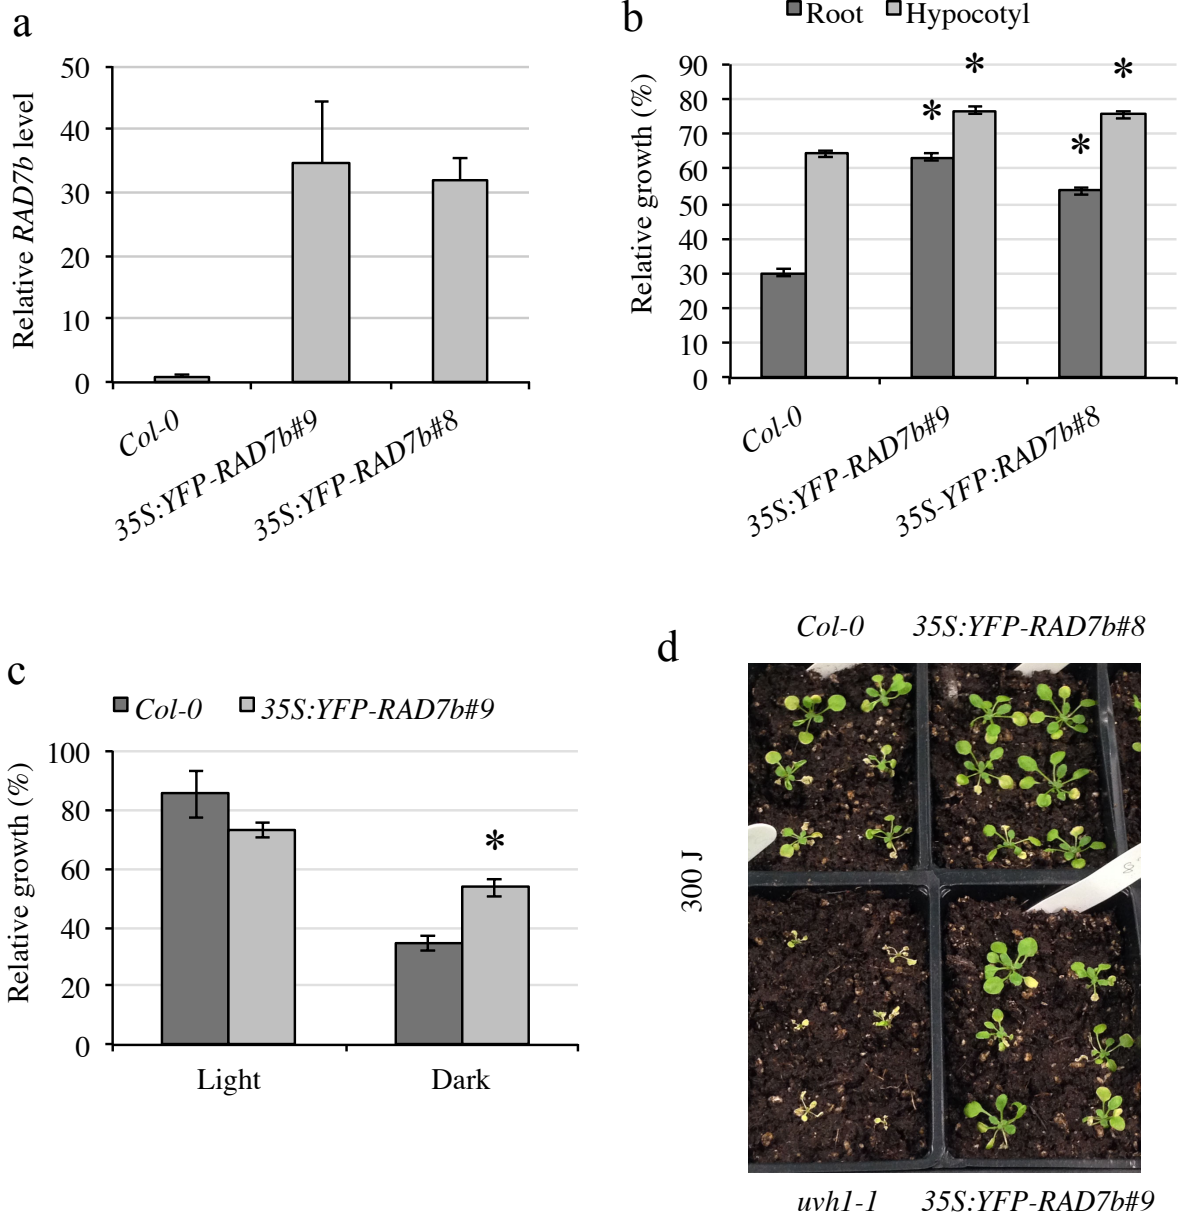 a
Relative RAD7b level
50
40
30
20
10
0
Col-0
35S:YFP-RAD7b#9
35S:YFP-RAD7b#8
b
Root Hypocotyl
Relative growth (%)
90
80
70
60
50
40
30
20
10
0
* * * *
Col-0
35S:YFP-RAD7b#9
35S-YFP:RAD7b#8
c
Col-0 35S:YFP-RAD7b#9
Relative growth (%)
100
80
60
40
20
0
*
Light Dark
d
Col-0 35S:YFP-RAD7b#8
300 J
uvh1-1 35S:YFP-RAD7b#9